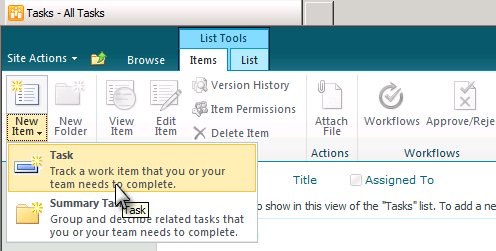 Tasks - All Tasks
List Tools
Site Actions
Browse
Items
List
New Item
New Folder
View Item
Edit Item
Version History
Item Permissions
Delete Item
Attach File
Workflows
Approve/Reje
Actions
Workflows
Task
Track a work item that you or your
team needs to complete.
Summary Ta
Group and describe related tasks that
you or your team needs to complete.
Task
Title
Assigned To
to show in this view of the "Tasks" list. To add a ne